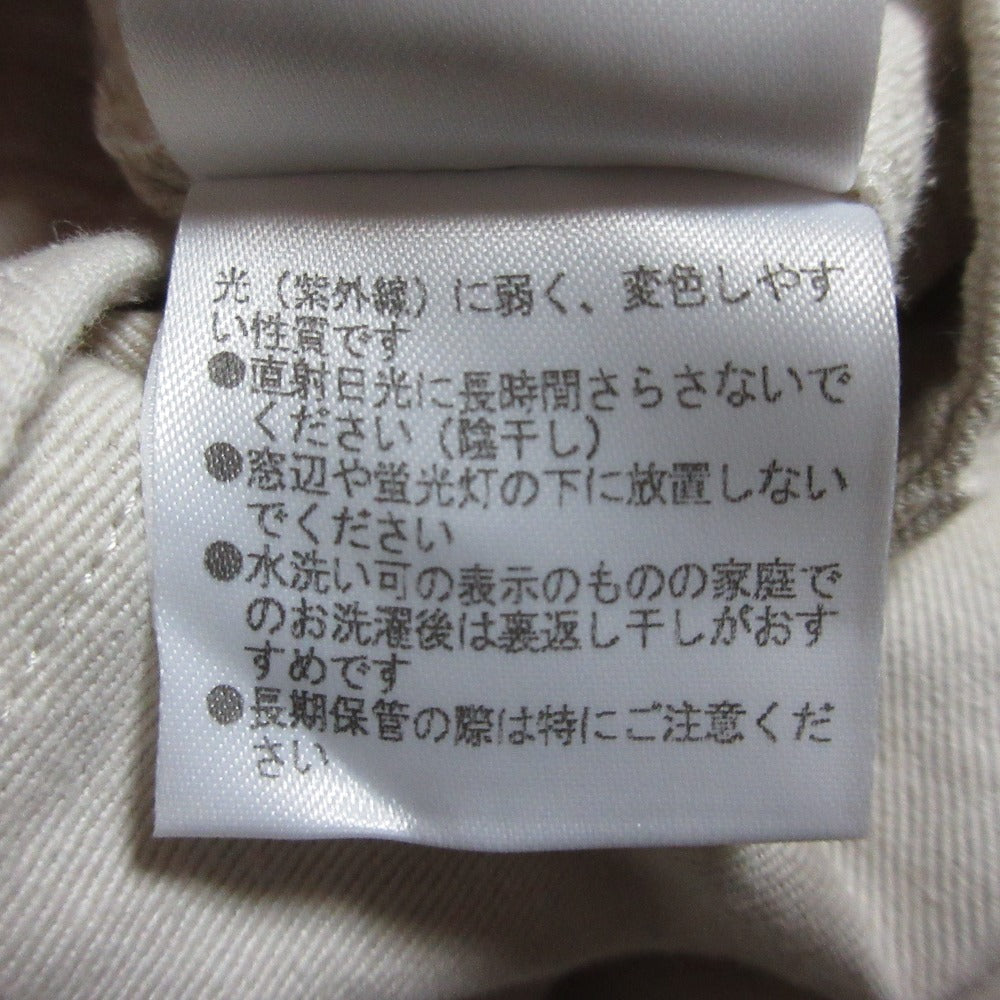 光（紫外線）に弱く、変色しやす
い性質です
●直射日光に長時間さらさないで
ください（陰干し）
●窓辺や蛍光灯の下に放置しない
でください
●水洗い可の表示のものの家庭で
のお洗濯後は裏返し干しがおす
すめです
●長期保管の際は特にご注意くだ
さい